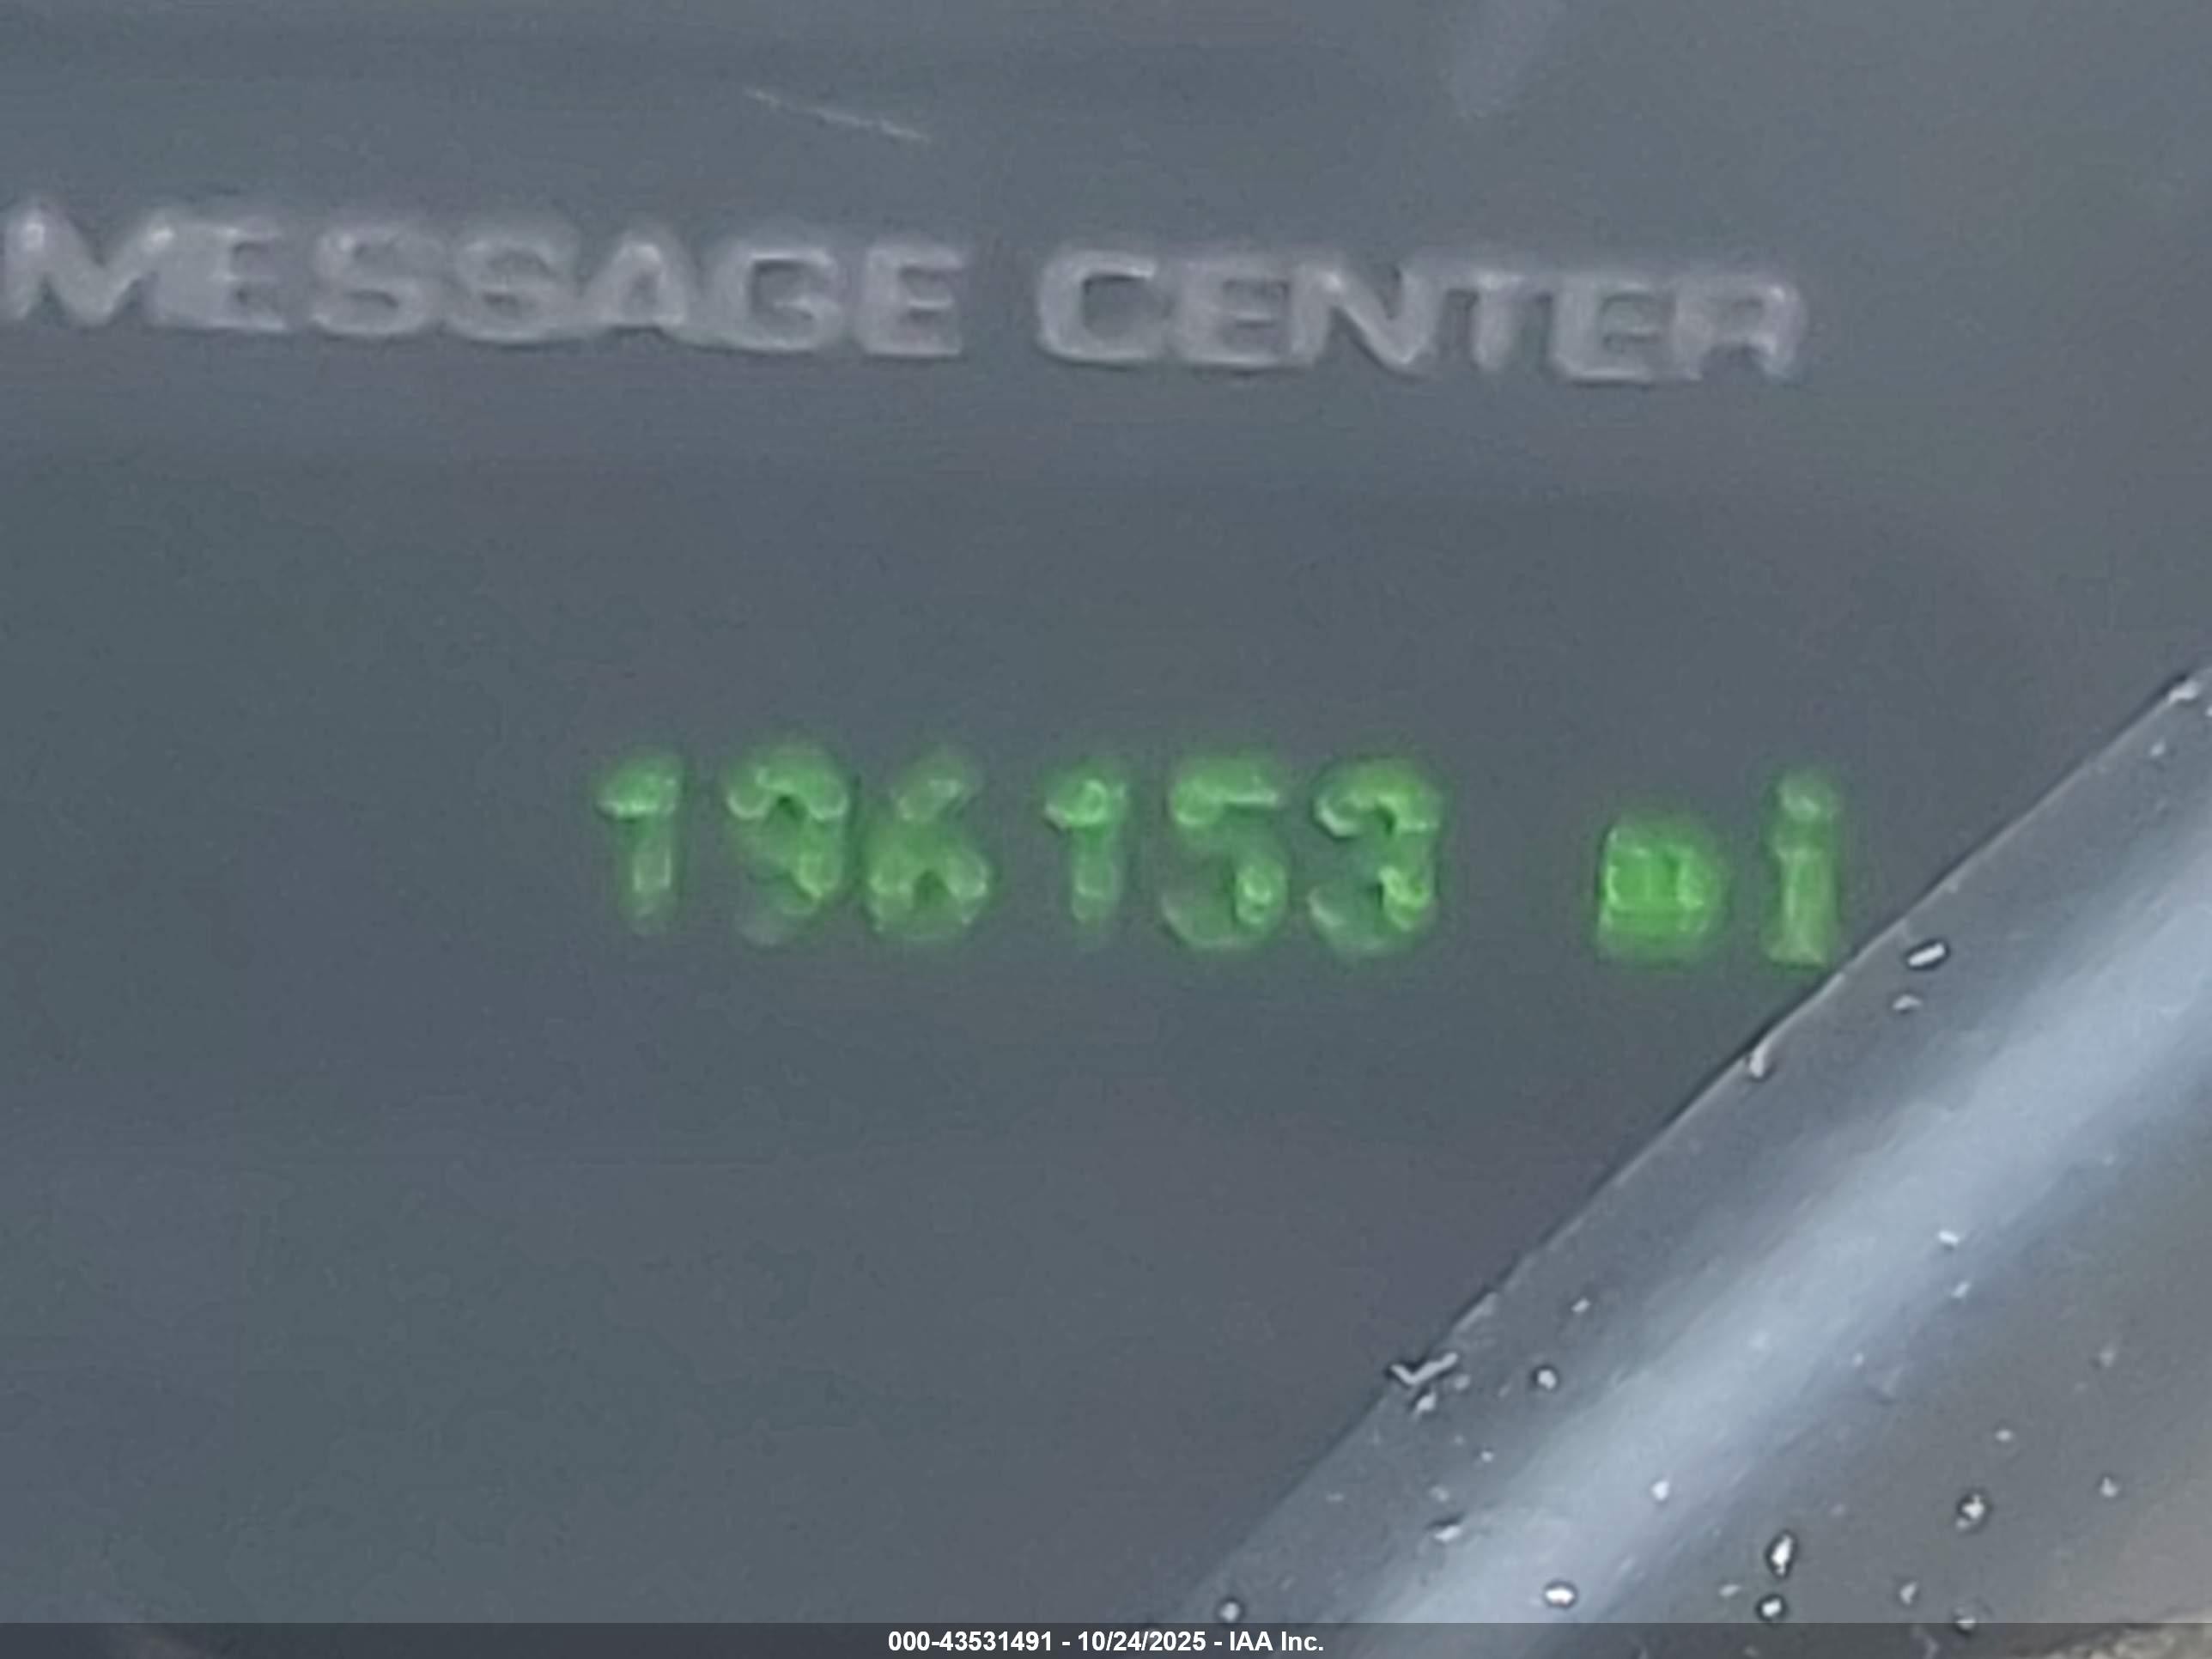 MESSAGE CENTER
196153 mi
000-43531491 - 10/24/2025 - IAA Inc.